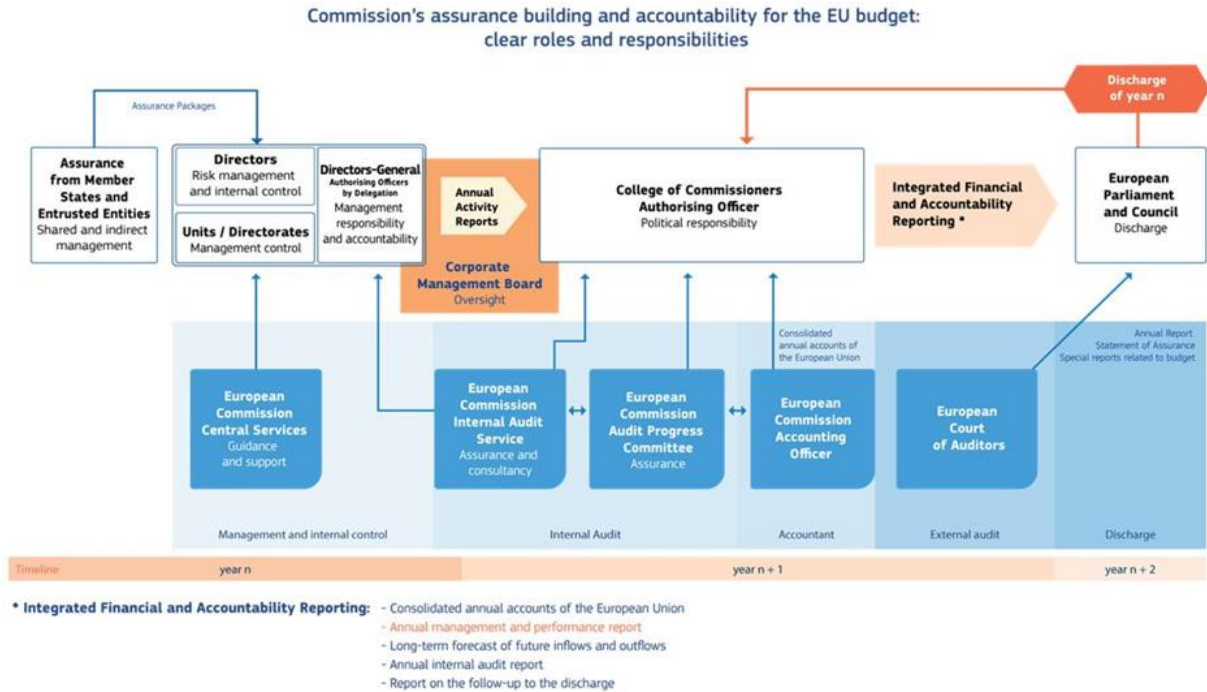 Commission's assurance building and accountability for the EU budget:
clear roles and responsibilities
Discharge
of year n
Assurance Packages
Assurance
from Member
States and
Entrusted Entities
Shared and indirect
management
Directors
Risk management
and internal control
Units / Directorates
Management control
Directors-General
Authorising Officers
by Delegation
Management
responsibility
and accountability
Annual
Activity
Reports
Corporate
Management Board
Oversight
College of Commissioners
Authorising Officer
Political responsibility
Integrated Financial
and Accountability
Reporting *
European
Parliament
and Council
Discharge
European
Commission
Central Services
Guidance
and support
European
Commission
Internal Audit
Service
Assurance and
consultancy
European
Commission
Audit Progress
Committee
Assurance
Consolidated
annual accounts of
the European Union
European
Commission
Accounting
Officer
European
Court
of Auditors
Annual Report
Statement of Assurance
Special reports related to budget
Management and internal control
Internal Audit
Accountant
External audit
Discharge
Timeline
year n
year n + 1
year n + 2
* Integrated Financial and Accountability Reporting:
- Consolidated annual accounts of the European Union
- Annual management and performance report
- Long-term forecast of future inflows and outflows
- Annual internal audit report
- Report on the follow-up to the discharge